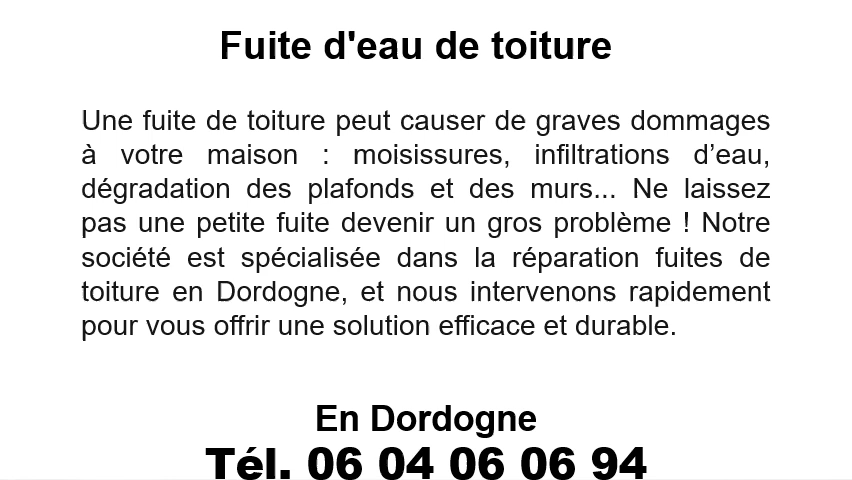 Fuite d'eau de toiture
Une fuite de toiture peut causer de graves dommages
à votre maison : moisissures, infiltrations d’eau,
dégradation des plafonds et des murs... Ne laissez
pas une petite fuite devenir un gros problème ! Notre
société est spécialisée dans la réparation fuites de
toiture en Dordogne, et nous intervenons rapidement
pour vous offrir une solution efficace et durable.
En Dordogne
Tél. 06 04 06 06 94